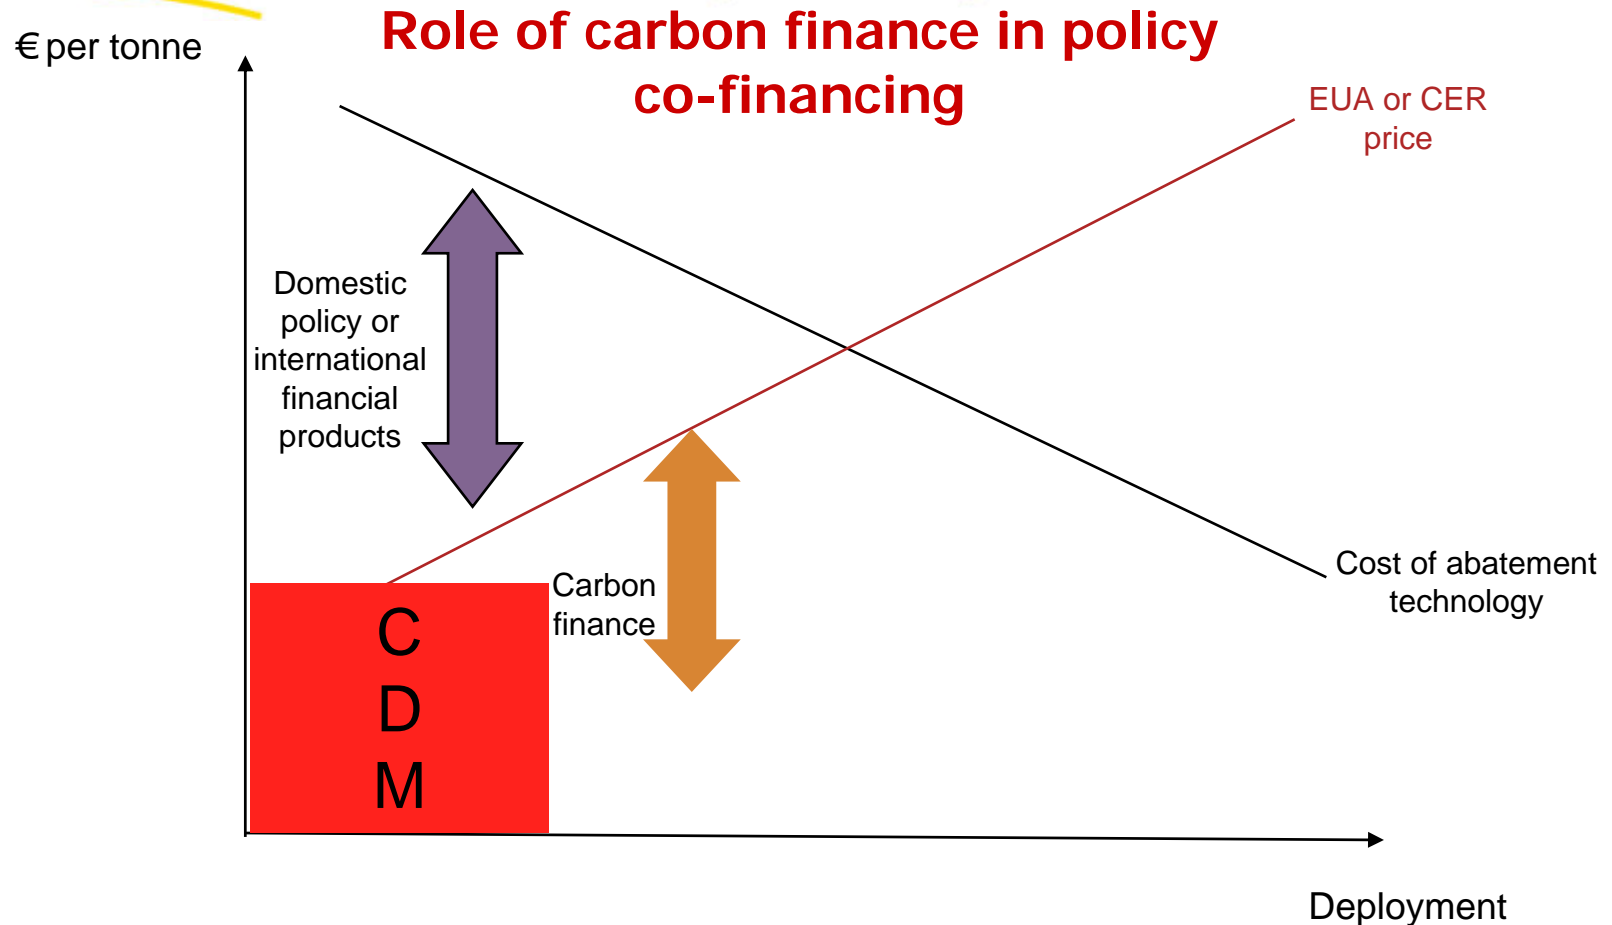 Role of carbon finance in policy
co-financing
€ per tonne
EUA or CER
price
Domestic
policy or
international
financial
products
Carbon
finance
C
D
M
Cost of abatement
technology
Deployment